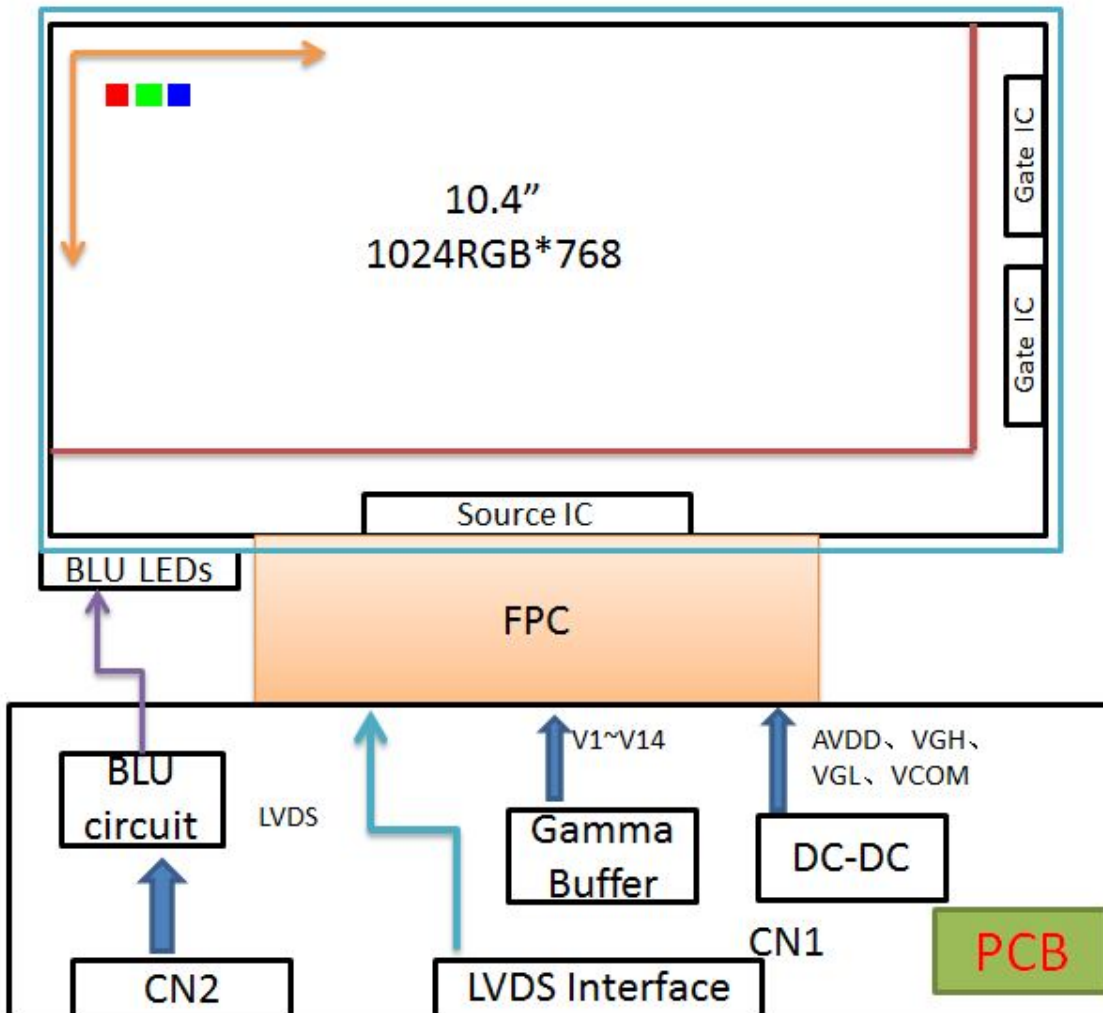 10.4”
1024RGB*768
Gate IC
Gate IC
Source IC
BLU LEDs
FPC
V1~V14
AVDD、VGH、
VGL、VCOM
BLU
circuit
LVDS
Gamma
Buffer
DC-DC
CN1
PCB
CN2
LVDS Interface